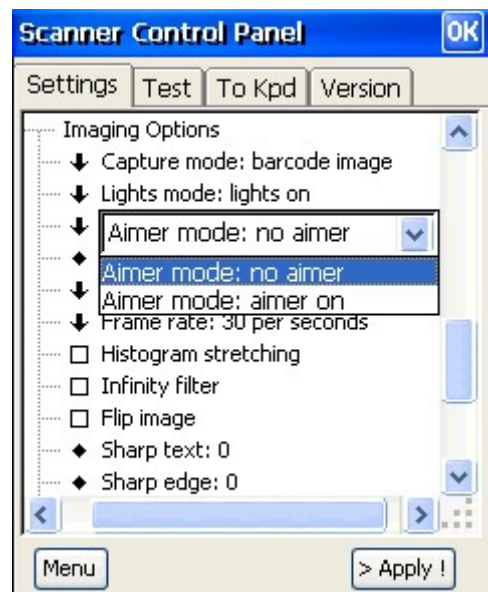 Scanner Control Panel OK
Settings Test To Kpd Version
Imaging Options
Capture mode: barcode image
Lights mode: lights on
Aimer mode: no aimer
Aimer mode: no aimer
Aimer mode: aimer on
Frame rate: 30 per seconds
Histogram stretching
Infinity filter
Flip image
Sharp text: 0
Sharp edge: 0
Menu > Apply !